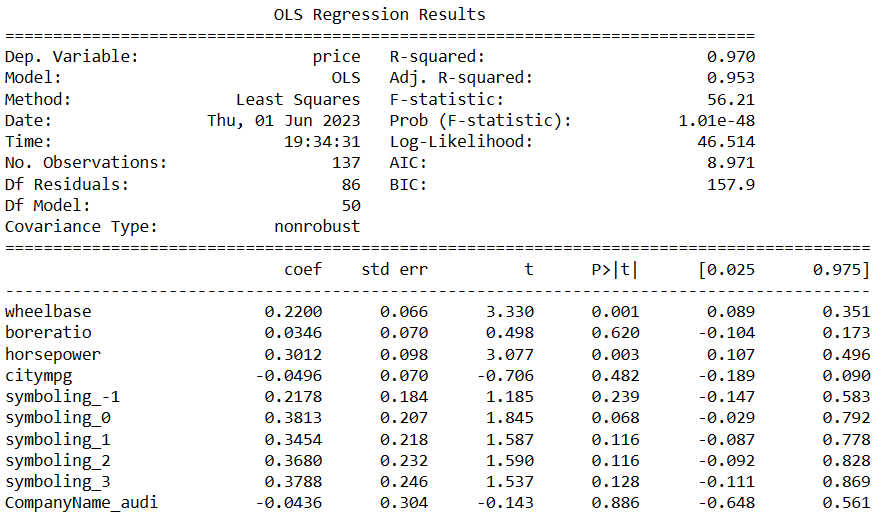 OLS Regression Results
==============================================================================
Dep. Variable:                  price   R-squared:                       0.970
Model:                            OLS   Adj. R-squared:                  0.953
Method:                 Least Squares   F-statistic:                     56.21
Date:                Thu, 01 Jun 2023   Prob (F-statistic):           1.01e-48
Time:                        19:34:31   Log-Likelihood:                 46.514
No. Observations:                 137   AIC:                             8.971
Df Residuals:                      86   BIC:                             157.9
Df Model:                          50
Covariance Type:            nonrobust
==========================================================================================
                             coef    std err          t      P>|t|      [0.025      0.975]
------------------------------------------------------------------------------------------
wheelbase                  0.2200      0.066      3.330      0.001       0.089       0.351
boreratio                  0.0346      0.070      0.498      0.620      -0.104       0.173
horsepower                 0.3012      0.098      3.077      0.003       0.107       0.496
citympg                   -0.0496      0.070     -0.706      0.482      -0.189       0.090
symboling_-1               0.2178      0.184      1.185      0.239      -0.147       0.583
symboling_0                0.3813      0.207      1.845      0.068      -0.029       0.792
symboling_1                0.3454      0.218      1.587      0.116      -0.087       0.778
symboling_2                0.3680      0.232      1.590      0.116      -0.092       0.828
symboling_3                0.3788      0.246      1.537      0.128      -0.111       0.869
CompanyName_audi          -0.0436      0.304     -0.143      0.886      -0.648       0.561